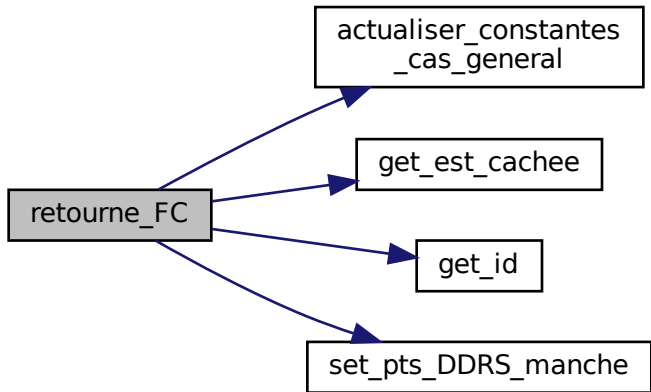 actualiser_constantes
_cas_general
get_est_cachee
retourne_FC
get_id
set_pts_DDRS_manche